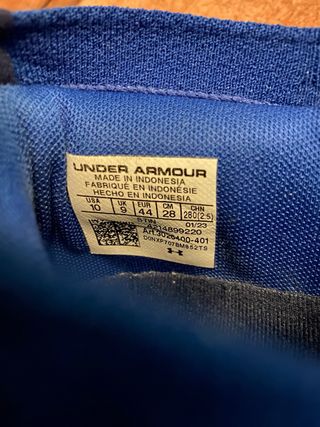 UNDER ARMOUR
MADE IN INDONESIA
FABRIQUÉ EN INDONÉSIE
HECHO EN INDONESIA
USA UK EUR CM CHN
10 9 44 28 280(2.5)
01/23
Art.3026400-401